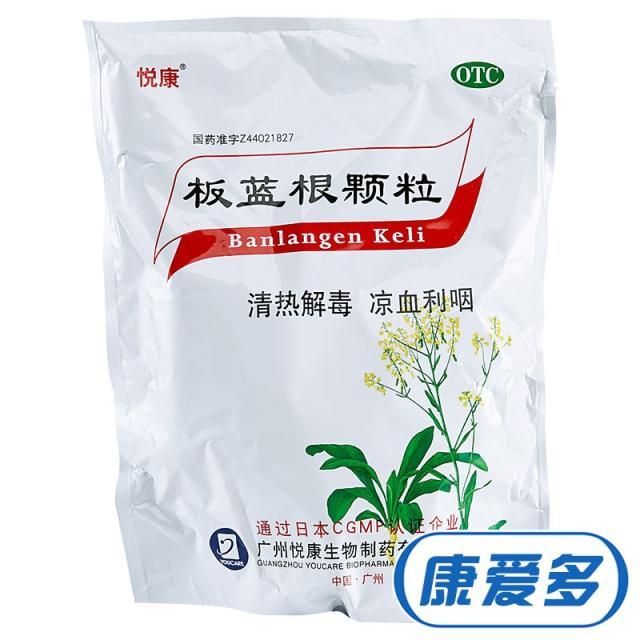 悦康®
OTC
国药准字Z44021827
板蓝根颗粒
Banlangen Keli
清热解毒 凉血利咽
通过日本CGMP认证企业
广州悦康生物制药
GUANGZHOU YOUCARE BIOPHARMA
YOUCARE
中国·广州
康爱多